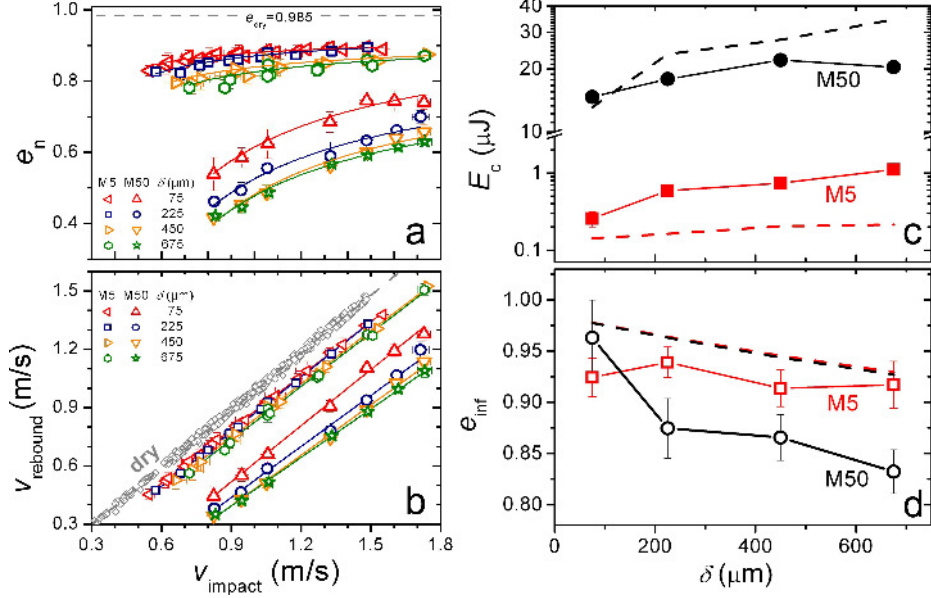 e_dry=0.985
1.0
0.8
0.6
0.4
e_n
M5 M50 δ(μm)
75
225
450
675
a
1.5
1.2
0.9
0.6
0.3
v_rebound (m/s)
M5 M50 δ(μm)
75
225
450
675
dry
b
0.3 0.6 0.9 1.2 1.5 1.8
v_impact (m/s)
40
30
20
10
1
0.1
E_c (μJ)
M50
M5
c
1.00
0.95
0.90
0.85
0.80
e_inf
M5
M50
d
0 200 400 600
δ (μm)